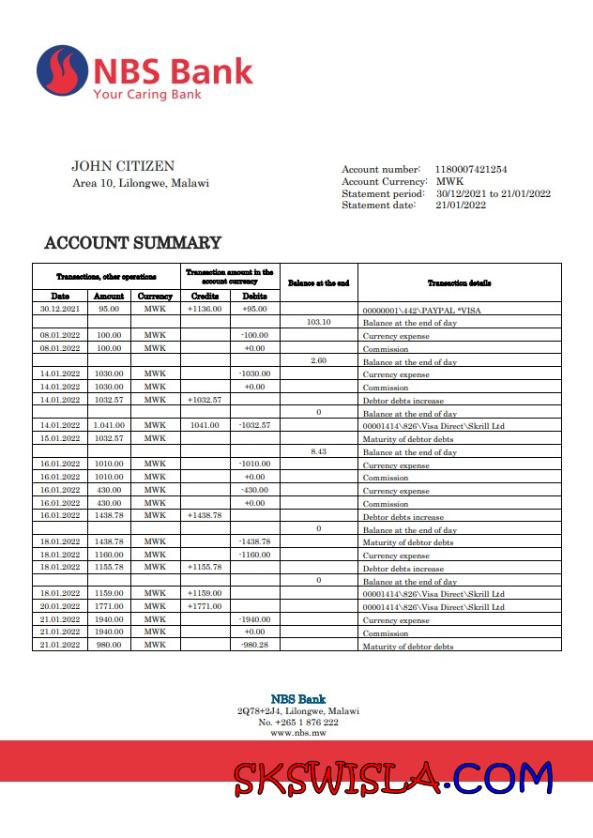 NBS Bank
Your Caring Bank
JOHN CITIZEN
Area 10, Lilongwe, Malawi
Account number: 1180007421254
Account Currency: MWK
Statement period: 30/12/2021 to 21/01/2022
Statement date: 21/01/2022
ACCOUNT SUMMARY
Transactions, other operations Transaction amount in the account currency Balance at the end Transaction details
Date Amount Currency Credits Debits
30.12.2021 95.00 MWK +1136.00 +95.00 00000001\442\PAYPAL *VISA
103.10 Balance at the end of day
08.01.2022 100.00 MWK -100.00 Currency expense
08.01.2022 100.00 MWK +0.00 Commission
2.60 Balance at the end of day
14.01.2022 1030.00 MWK -1030.00 Currency expense
14.01.2022 1030.00 MWK +0.00 Commission
14.01.2022 1032.57 MWK +1032.57 Debtor debts increase
0 Balance at the end of day
14.01.2022 1.041.00 MWK 1041.00 -1032.57 00001414\826\Visa Direct\Skrill Ltd
15.01.2022 1032.57 MWK Maturity of debtor debts
8.43 Balance at the end of day
16.01.2022 1010.00 MWK -1010.00 Currency expense
16.01.2022 1010.00 MWK +0.00 Commission
16.01.2022 430.00 MWK -430.00 Currency expense
16.01.2022 430.00 MWK +0.00 Commission
16.01.2022 1438.78 MWK +1438.78 Debtor debts increase
0 Balance at the end of day
18.01.2022 1438.78 MWK -1438.78 Maturity of debtor debts
18.01.2022 1160.00 MWK -1160.00 Currency expense
18.01.2022 1155.78 MWK +1155.78 Debtor debts increase
0 Balance at the end of day
18.01.2022 1159.00 MWK +1159.00 00001414\826\Visa Direct\Skrill Ltd
20.01.2022 1771.00 MWK +1771.00 00001414\826\Visa Direct\Skrill Ltd
21.01.2022 1940.00 MWK -1940.00 Currency expense
21.01.2022 1940.00 MWK +0.00 Commission
21.01.2022 980.00 MWK -980.28 Maturity of debtor debts
NBS Bank
2Q78+2J4, Lilongwe, Malawi
No. +265 1 876 222
www.nbs.mw
SKSWISLA.COM